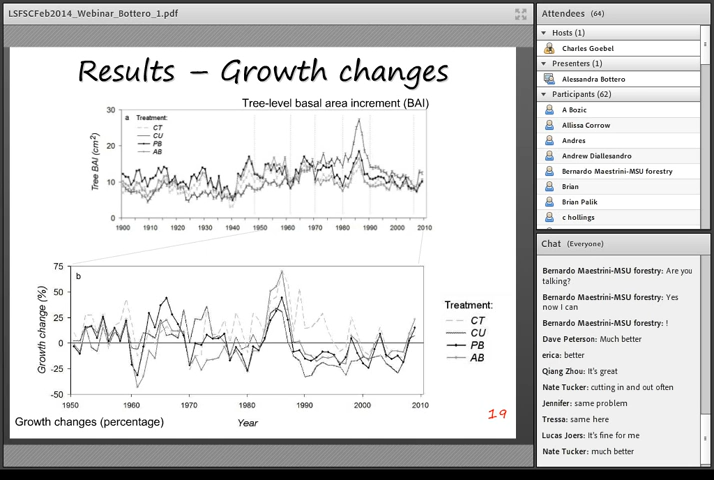 LSFSCFeb2014_Webinar_Bottero_1.pdf
Results – Growth changes
Tree-level basal area increment (BAI)
Tree BAI (cm²)
30
20
10
0
a Treatment:
CT
CU
PB
AB
1900 1910 1920 1930 1940 1950 1960 1970 1980 1990 2000 2010
Growth change (%)
75
50
25
0
-25
-50
b
1950 1960 1970 1980 1990 2000 2010
Treatment:
CT
CU
PB
AB
19
Growth changes (percentage)
Year
Attendees (64)
Hosts (1)
Charles Goebel
Presenters (1)
Alessandra Bottero
Participants (62)
A Bozic
Allissa Corrow
Andres
Andrew Diallesandro
Bernardo Maestrini-MSU forestry
Brian
Brian Palik
c hollings
Chat (Everyone)
Bernardo Maestrini-MSU forestry: Are you
talking?
Bernardo Maestrini-MSU forestry: Yes
now I can
Bernardo Maestrini-MSU forestry: !
Dave Peterson: Much better
erica: better
Qiang Zhou: It's great
Nate Tucker: cutting in and out often
Jennifer: same problem
Tressa: same here
Lucas Joers: It's fine for me
Nate Tucker: much better